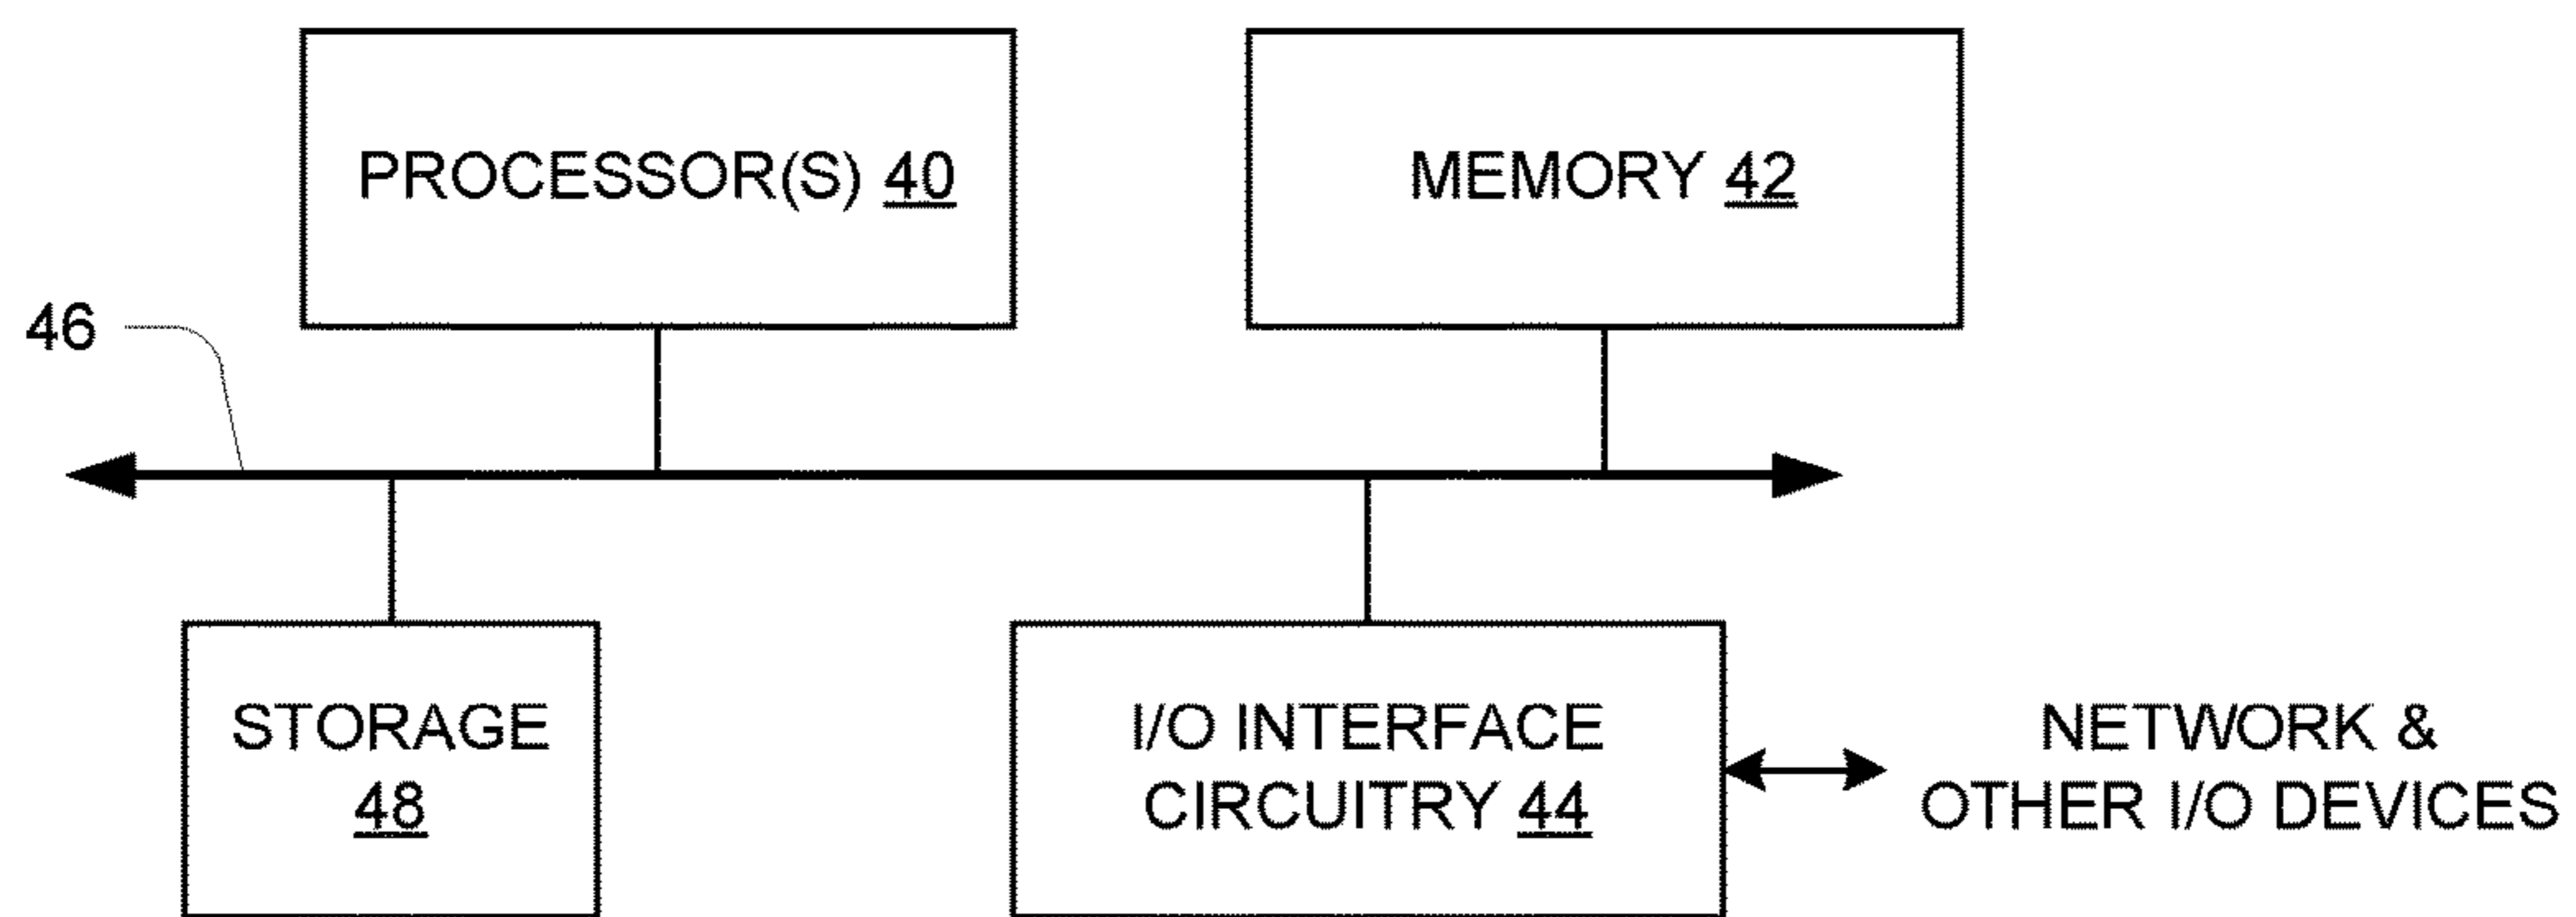 PROCESSOR(S) 40
MEMORY 42
46
STORAGE
48
I/O INTERFACE
CIRCUITRY 44
NETWORK &
OTHER I/O DEVICES